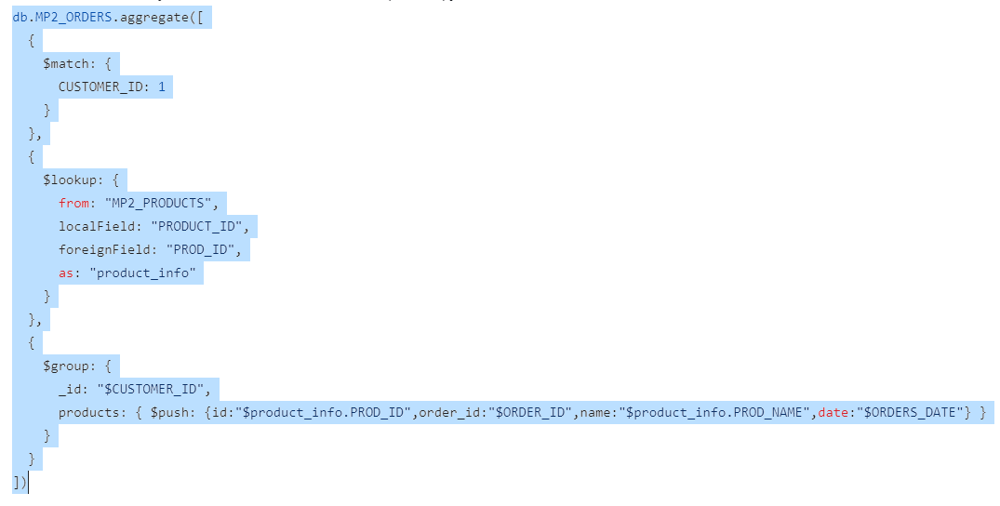 db.MP2_ORDERS.aggregate([
{
$match: {
CUSTOMER_ID: 1
}
},
{
$lookup: {
from: "MP2_PRODUCTS",
localField: "PRODUCT_ID",
foreignField: "PROD_ID",
as: "product_info"
}
},
{
$group: {
_id: "$CUSTOMER_ID",
products: { $push: {id:"$product_info.PROD_ID",order_id:"$ORDER_ID",name:"$product_info.PROD_NAME",date:"$ORDERS_DATE"} }
}
}
])